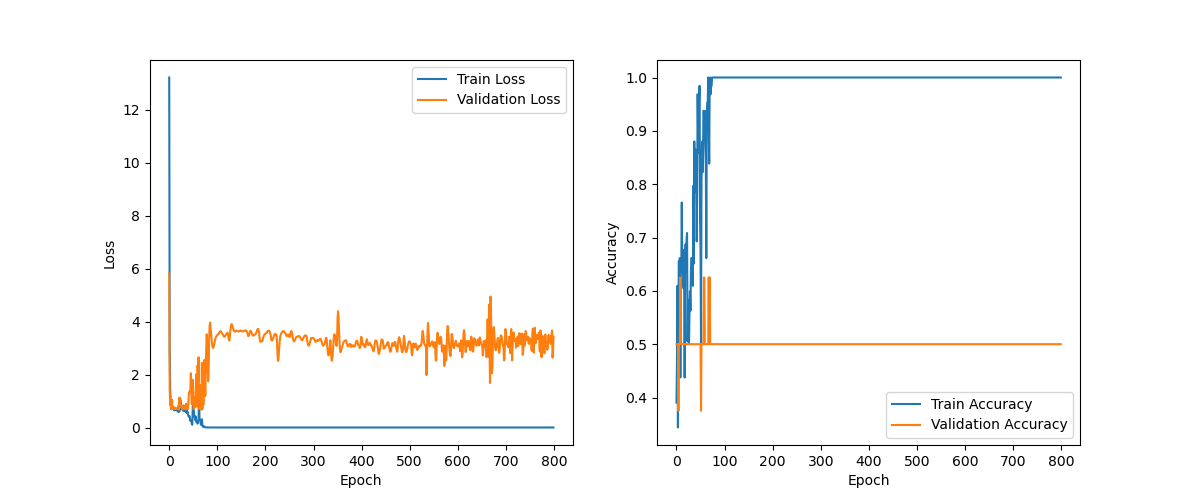 Train Loss
Validation Loss
12
10
8
6
4
2
0
Loss
0 100 200 300 400 500 600 700 800
Epoch
1.0
0.9
0.8
0.7
0.6
0.5
0.4
Accuracy
Train Accuracy
Validation Accuracy
0 100 200 300 400 500 600 700 800
Epoch